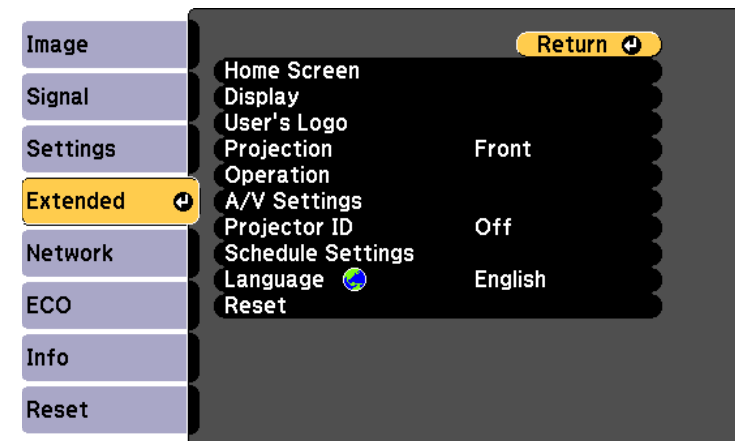 Image
Signal
Settings
Extended
Network
ECO
Info
Reset
Return
Home Screen
Display
User's Logo
Projection Front
Operation
A/V Settings
Projector ID Off
Schedule Settings
Language English
Reset